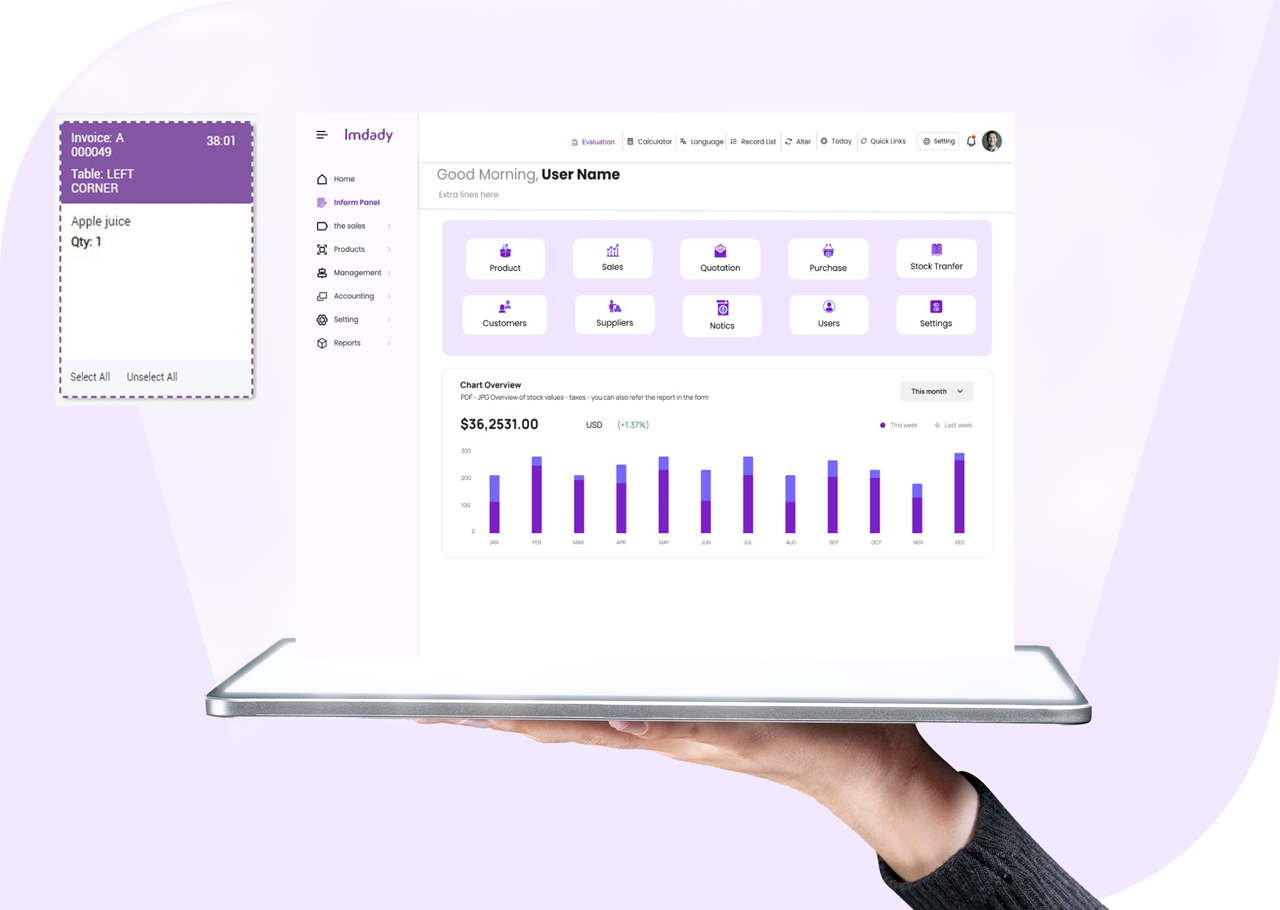 Invoice: A
000049
38:01
Table: LEFT
CORNER
Apple juice
Qty: 1
Select All Unselect All
lmdady
Evaluation Calculator Language Record List Alter Today Quick Links Setting
Home
Inform Panel
the sales
Products
Management
Accounting
Setting
Reports
Good Morning, User Name
Extra lines here
Product Sales Quotation Purchase Stock Tranfer
Customers Suppliers Notics Users Settings
Chart Overview
PDF - JPG Overview of stock values - taxes - you can also refer the report in the form
This month
$36,2531.00 USD (+1.37%)
This week Last week
300
200
100
0
JAN FEB MAR APR MAY JUN JUL AUG SEP OCT NOV DEC